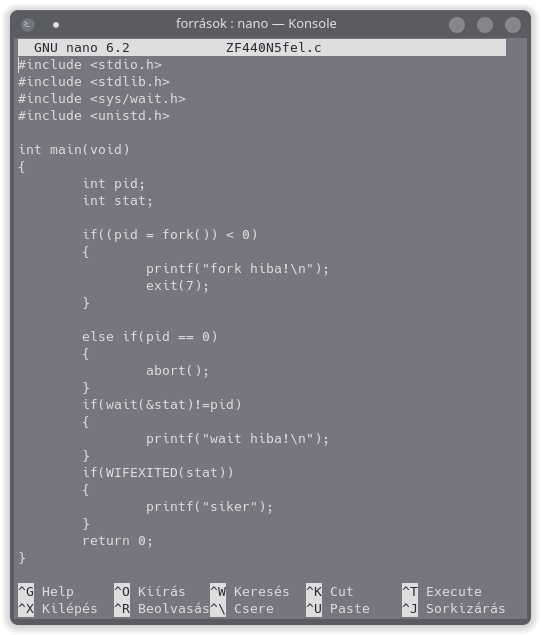 források : nano — Konsole
GNU nano 6.2 ZF440N5fel.c
#include <stdio.h>
#include <stdlib.h>
#include <sys/wait.h>
#include <unistd.h>
int main(void)
{
int pid;
int stat;
if((pid = fork()) < 0)
{
printf("fork hiba!\n");
exit(7);
}
else if(pid == 0)
{
abort();
}
if(wait(&stat)!=pid)
{
printf("wait hiba!\n");
}
if(WIFEXITED(stat))
{
printf("siker");
}
return 0;
}
^G Help ^O Kiírás ^W Keresés ^K Cut ^T Execute
^X Kilépés ^R Beolvasás ^\ Csere ^U Paste ^J Sorkizárás